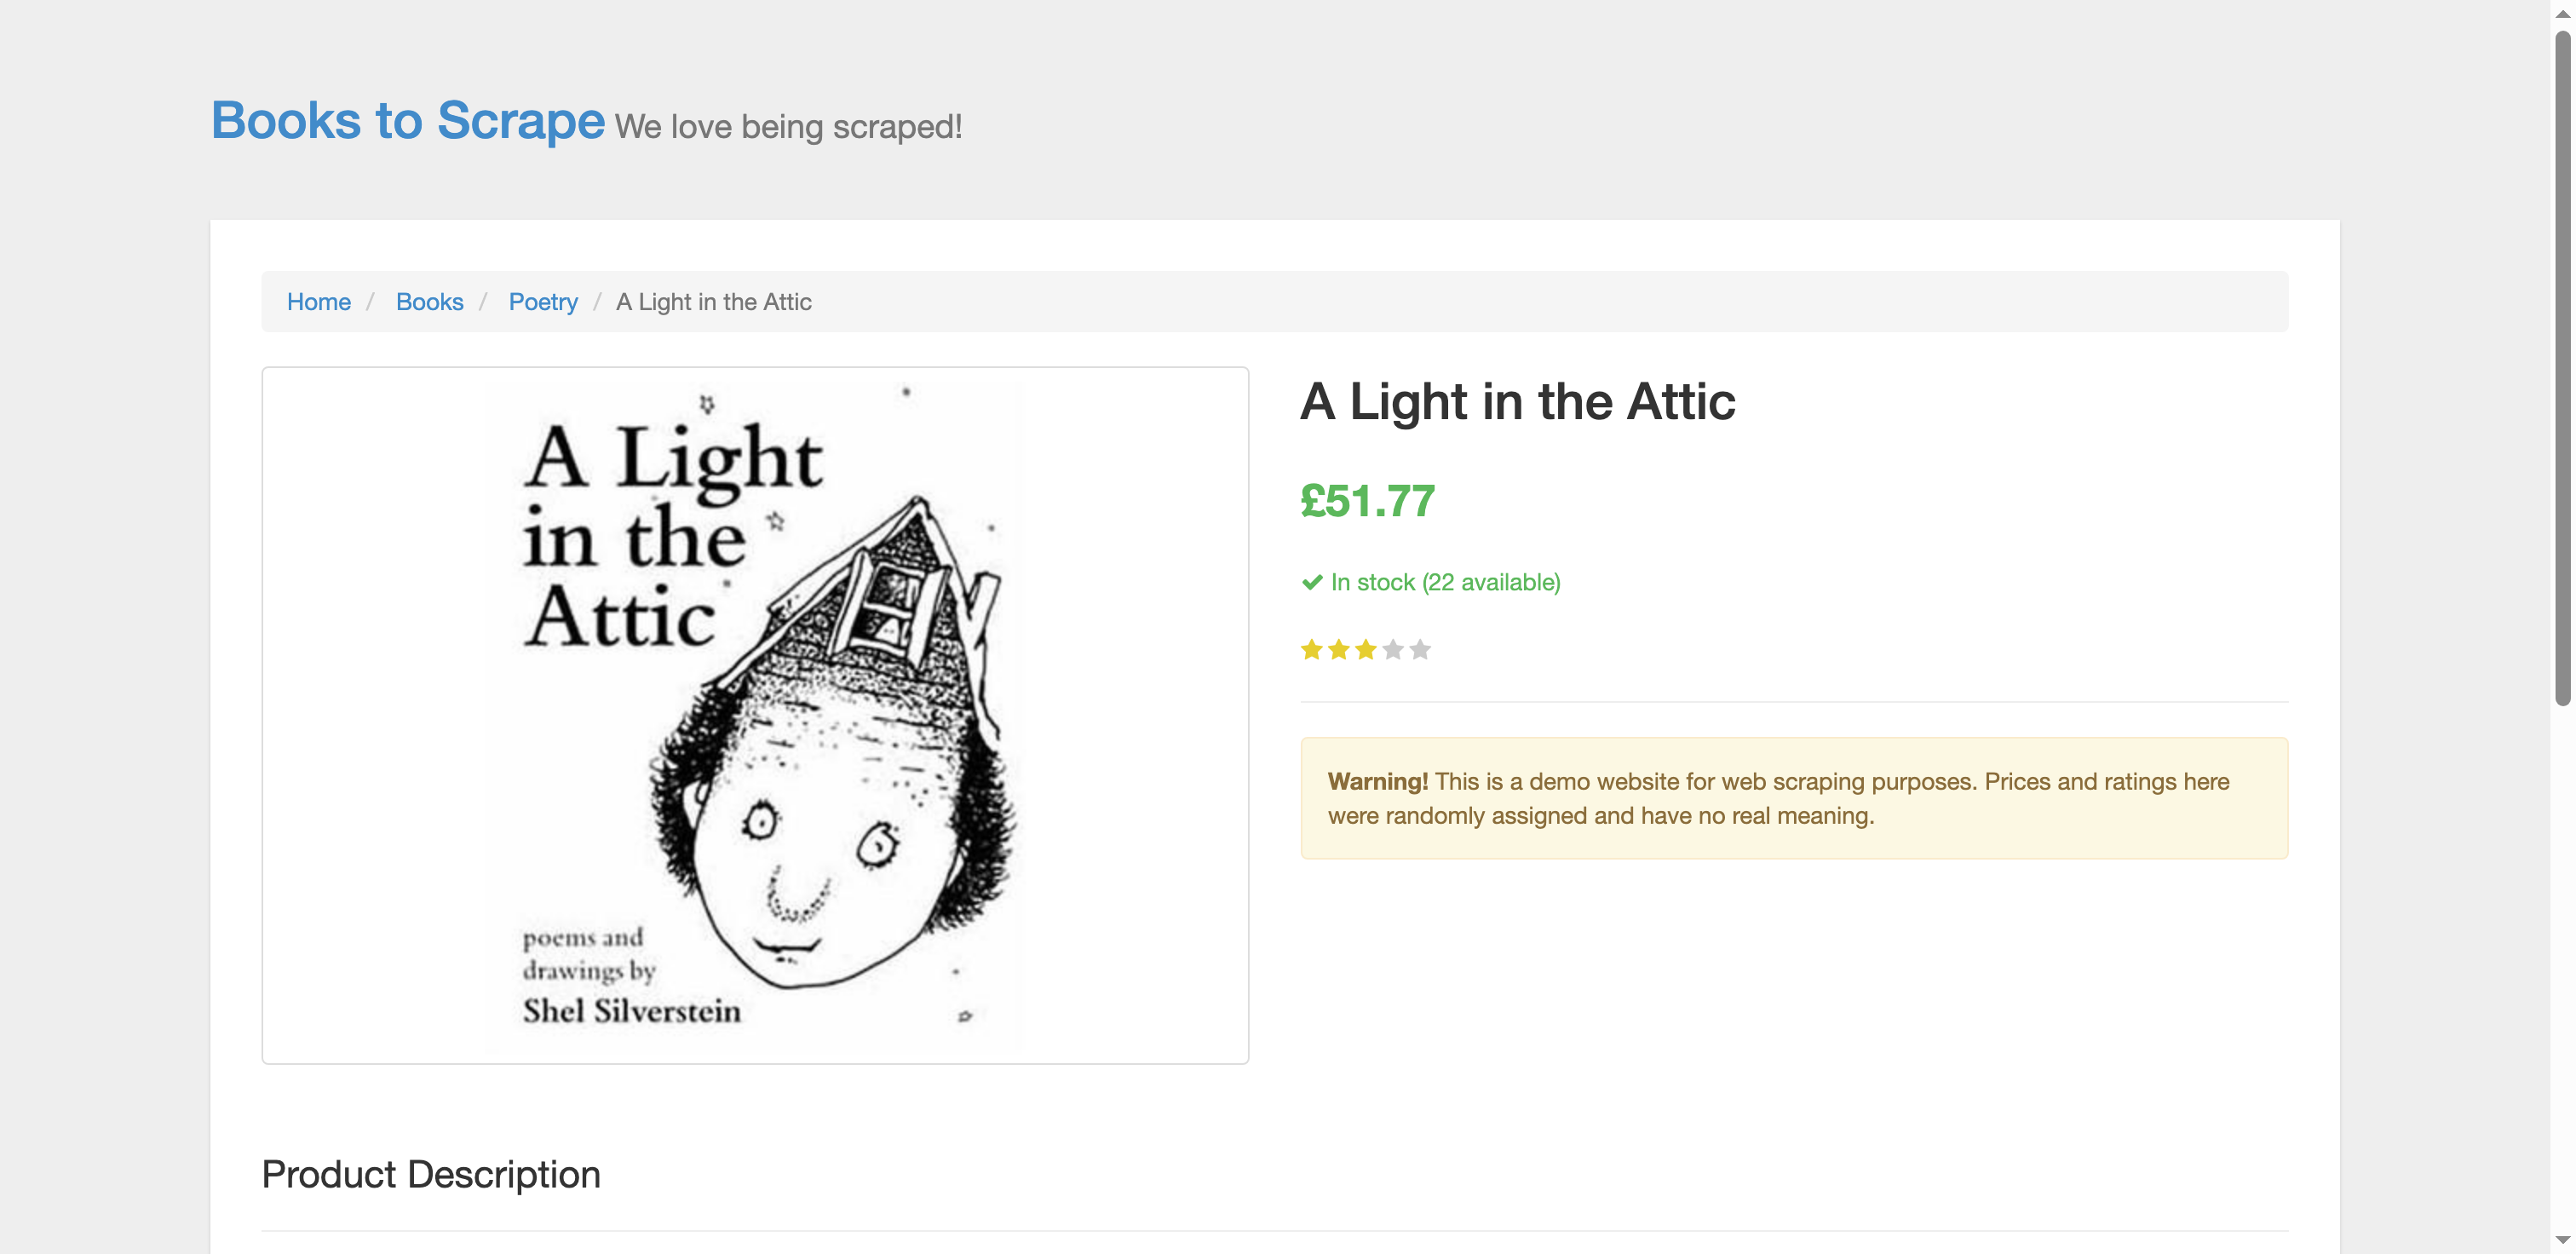 Books to Scrape We love being scraped!
Home / Books / Poetry / A Light in the Attic
A Light
in the
Attic
poems and
drawings by
Shel Silverstein
A Light in the Attic
£51.77
In stock (22 available)
Warning! This is a demo website for web scraping purposes. Prices and ratings here
were randomly assigned and have no real meaning.
Product Description